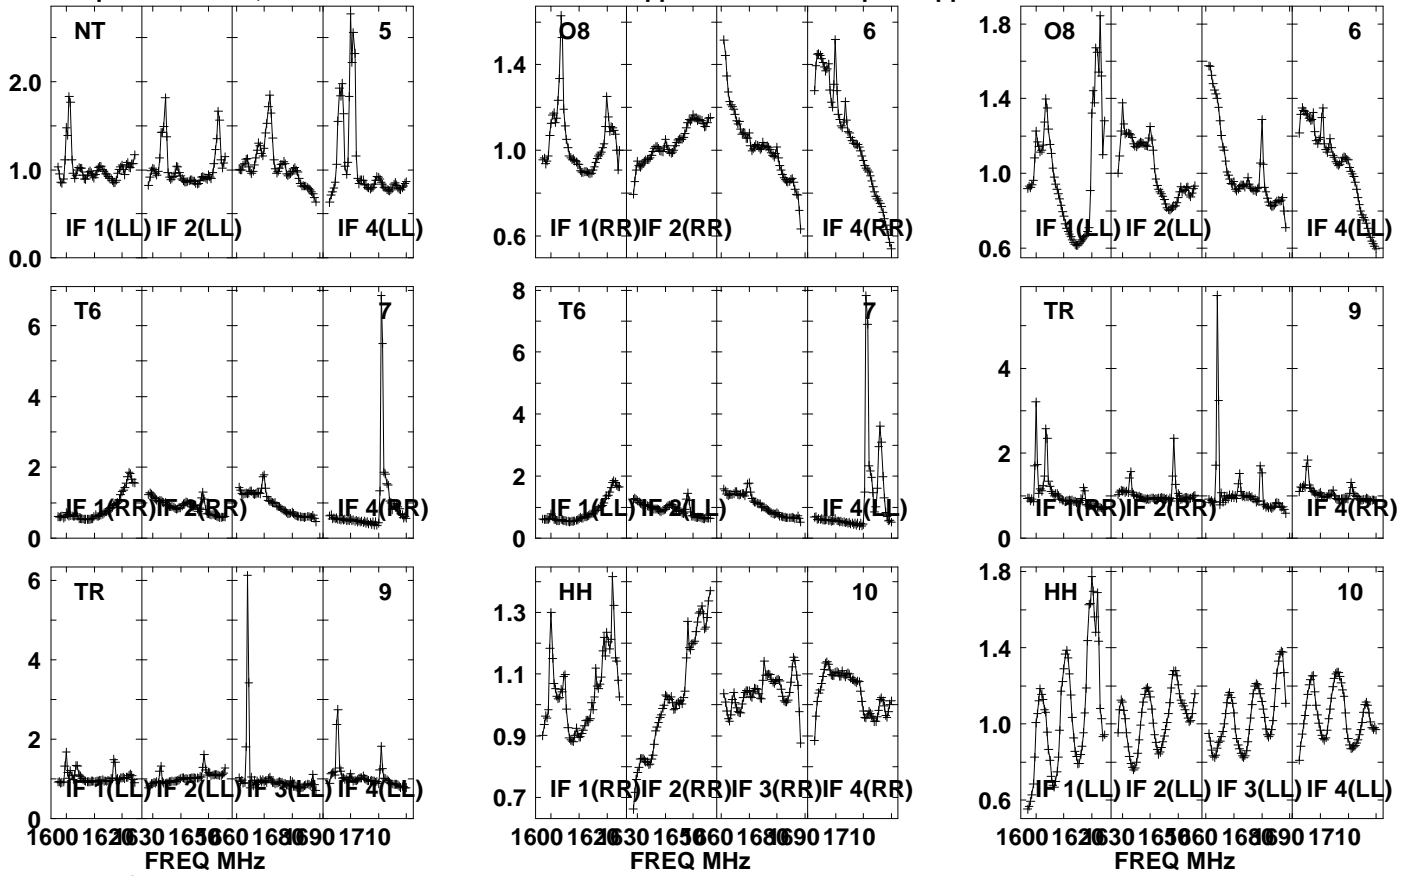 NT 5 O8 6 O8 6
2.0 1.0 0.0
IF 1(LL) IF 2(LL) IF 4(LL)
1.4 1.0 0.6
IF 1(RR) IF 2(RR) IF 4(RR)
1.8 1.4 1.0 0.6
IF 1(LL) IF 2(LL) IF 4(LL)
T6 7 T6 7 TR 9
6 4 2 0
IF 1(RR) IF 2(RR) IF 4(RR)
8 6 4 2 0
IF 1(LL) IF 2(LL) IF 4(LL)
4 2 0
IF 1(RR) IF 2(RR) IF 4(RR)
TR 9 HH 10 HH 10
6 4 2 0
IF 1(LL) IF 2(LL) IF 3(LL) IF 4(LL)
1.3 1.1 0.9 0.7
IF 1(RR) IF 2(RR) IF 3(RR) IF 4(RR)
1.8 1.4 1.0 0.6
IF 1(LL) IF 2(LL) IF 3(LL) IF 4(LL)
1600 1620 1630 1650 1660 1680 1690 1710
1600 1620 1630 1650 1660 1680 1690 1710
1600 1620 1630 1650 1660 1680 1690 1710
FREQ MHz FREQ MHz FREQ MHz